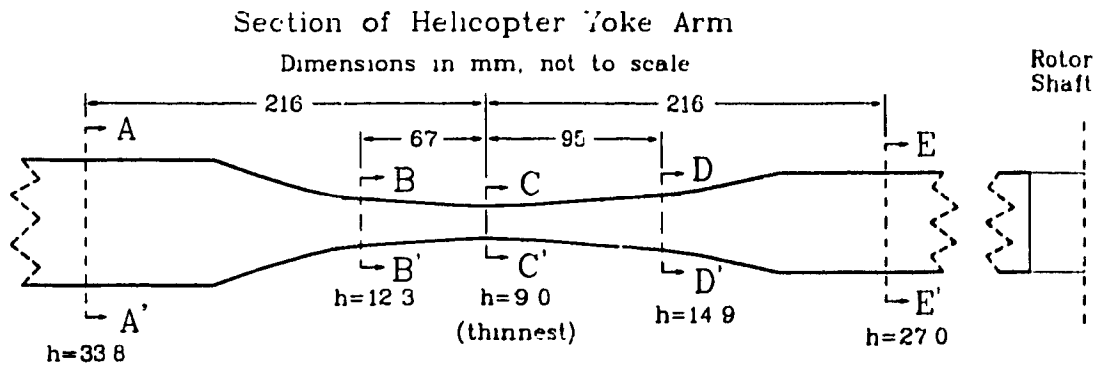 Section of Helicopter Yoke Arm
Dimensions in mm, not to scale
Rotor
Shaft
216
216
A
67
95
E
B
C
D
B'
C'
D'
A'
E'
h=12 3
h=9 0
h=14 9
(thinnest)
h=27 0
h=33 8